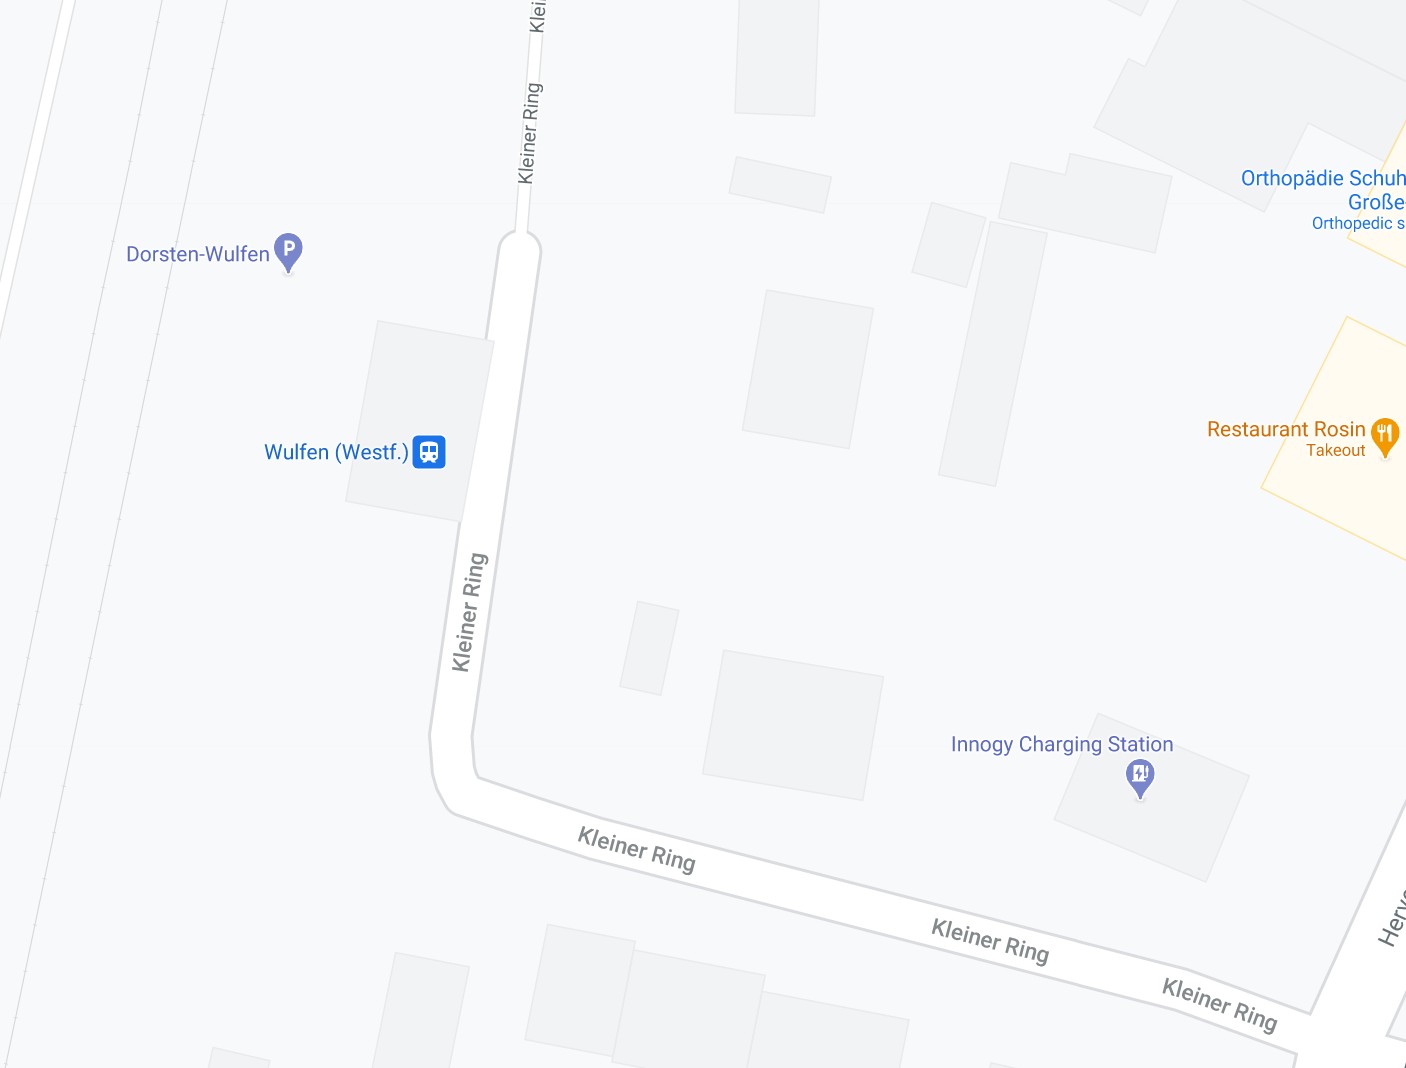 Kleiner Ring
Orthopädie Schuh
Große
Orthopedic s
Dorsten-Wulfen
P
Restaurant Rosin
Takeout
Wulfen (Westf.)
Kleiner Ring
Innogy Charging Station
Kleiner Ring
Kleiner Ring
Kleiner Ring